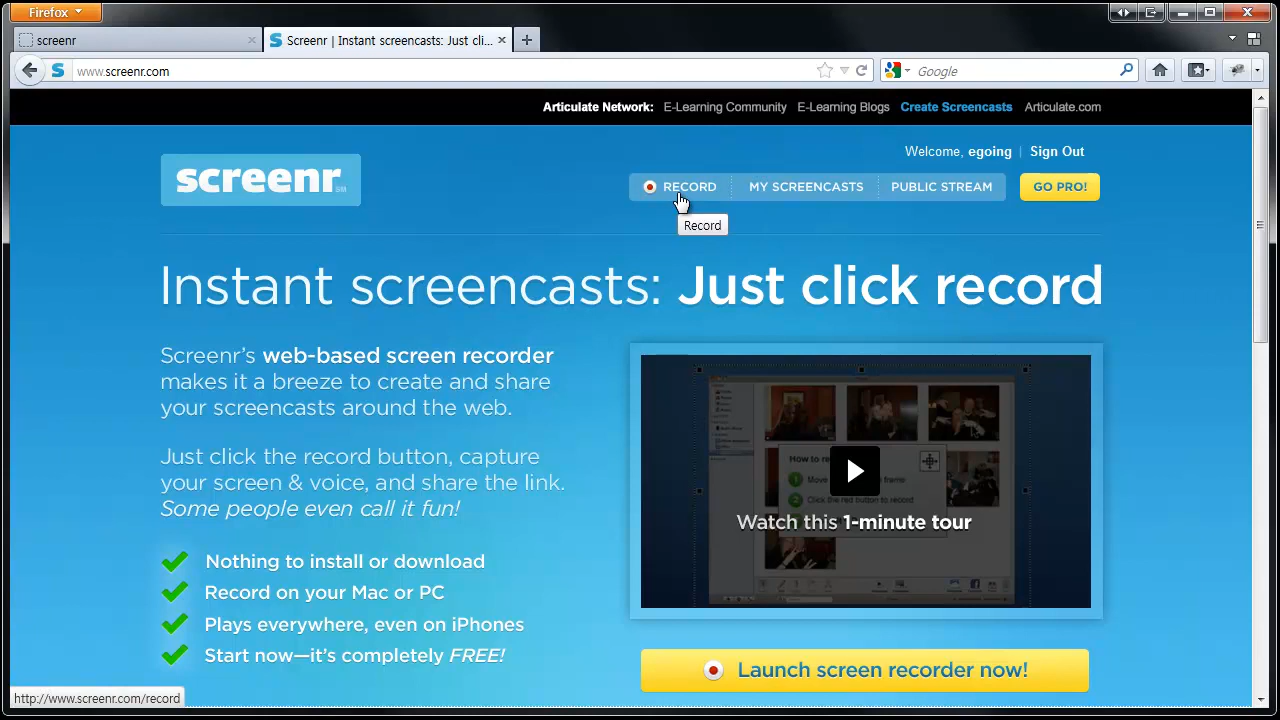 Firefox
screenr
Screenr | Instant screencasts: Just cli...
www.screenr.com
Google
Articulate Network: E-Learning Community E-Learning Blogs Create Screencasts Articulate.com
Welcome, egoing | Sign Out
screenr
RECORD MY SCREENCASTS PUBLIC STREAM GO PRO!
Record
Instant screencasts: Just click record
Screenr's web-based screen recorder
makes it a breeze to create and share
your screencasts around the web.
Just click the record button, capture
your screen & voice, and share the link.
Some people even call it fun!
Nothing to install or download
Record on your Mac or PC
Plays everywhere, even on iPhones
Start now—it's completely FREE!
Watch this 1-minute tour
Launch screen recorder now!
http://www.screenr.com/record